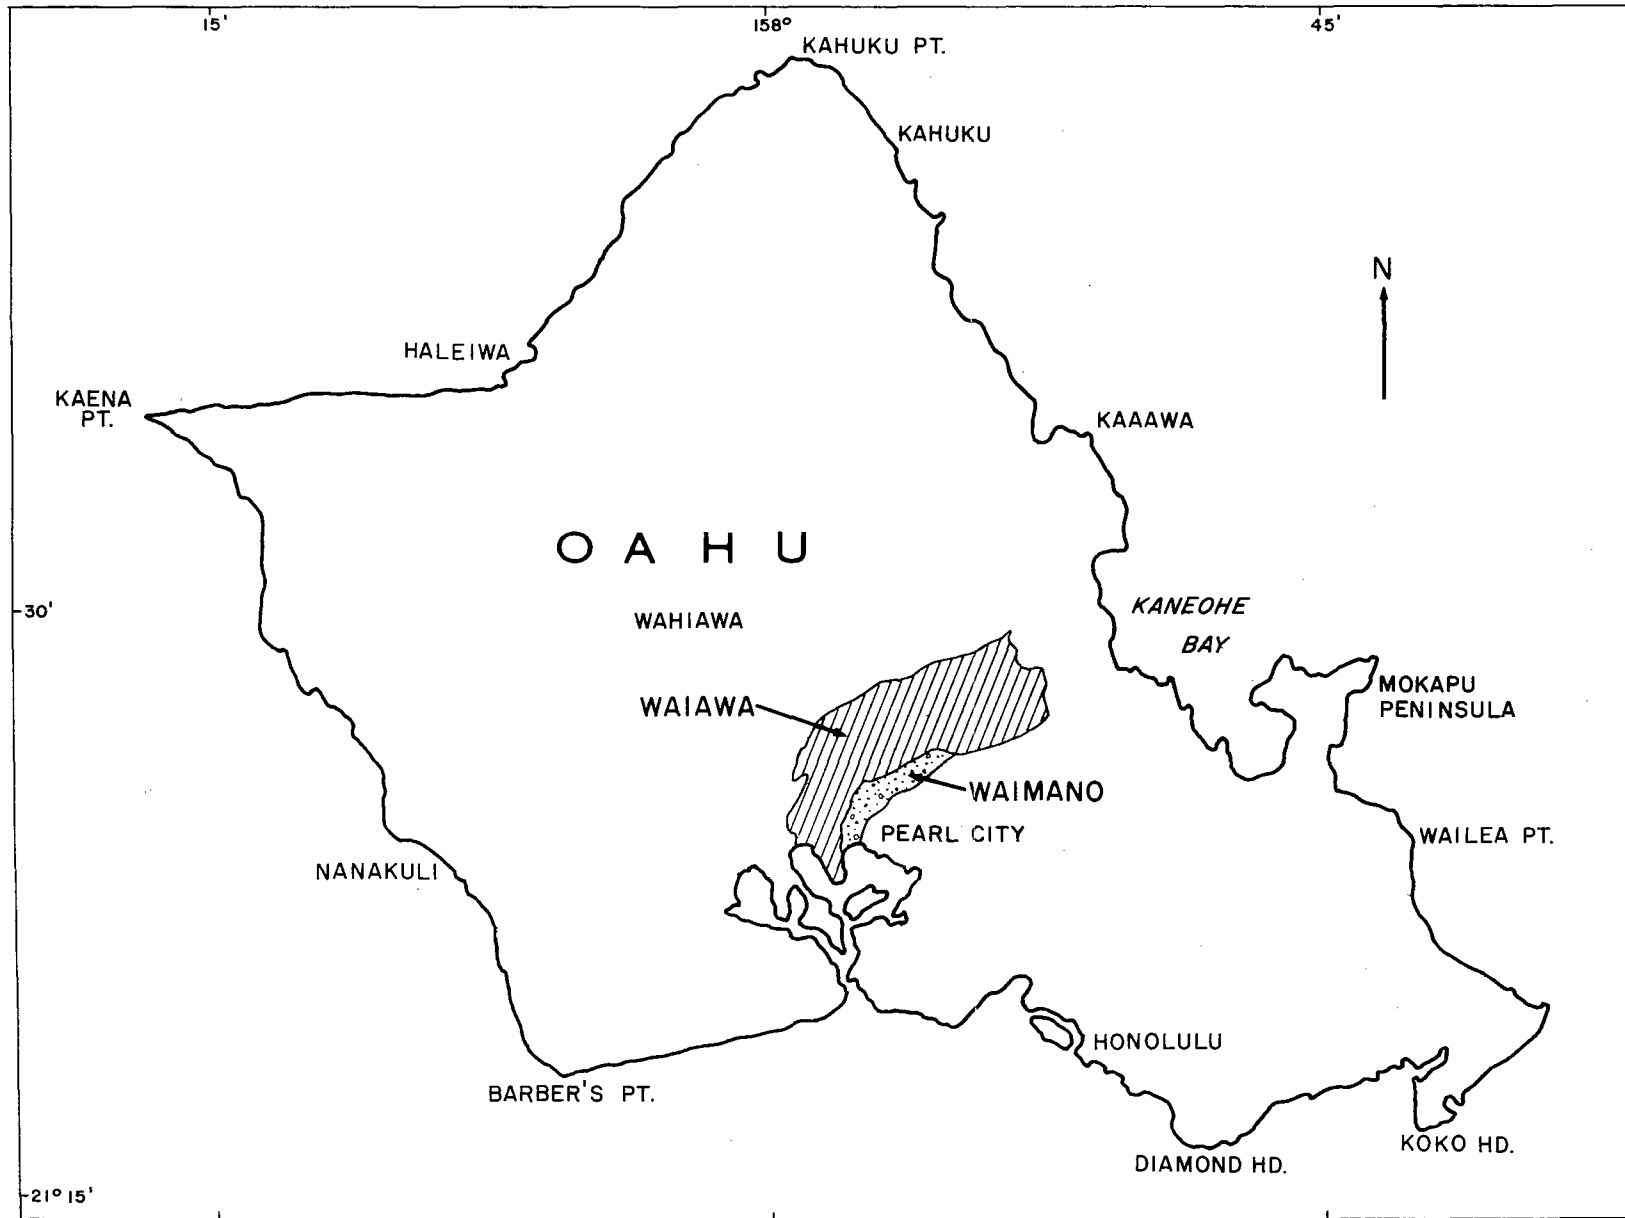 15' 158° 45'
KAHUKU PT.
KAHUKU
N
HALEIWA
KAENA
PT.
KAAAWA
OAHU
30'
KANEOHE
BAY
WAHIAWA
MOKAPU
PENINSULA
WAIAWA
WAIMANO
PEARL CITY
WAILEA PT.
NANAKULI
HONOLULU
BARBER'S PT.
KOKO HD.
DIAMOND HD.
21° 15'